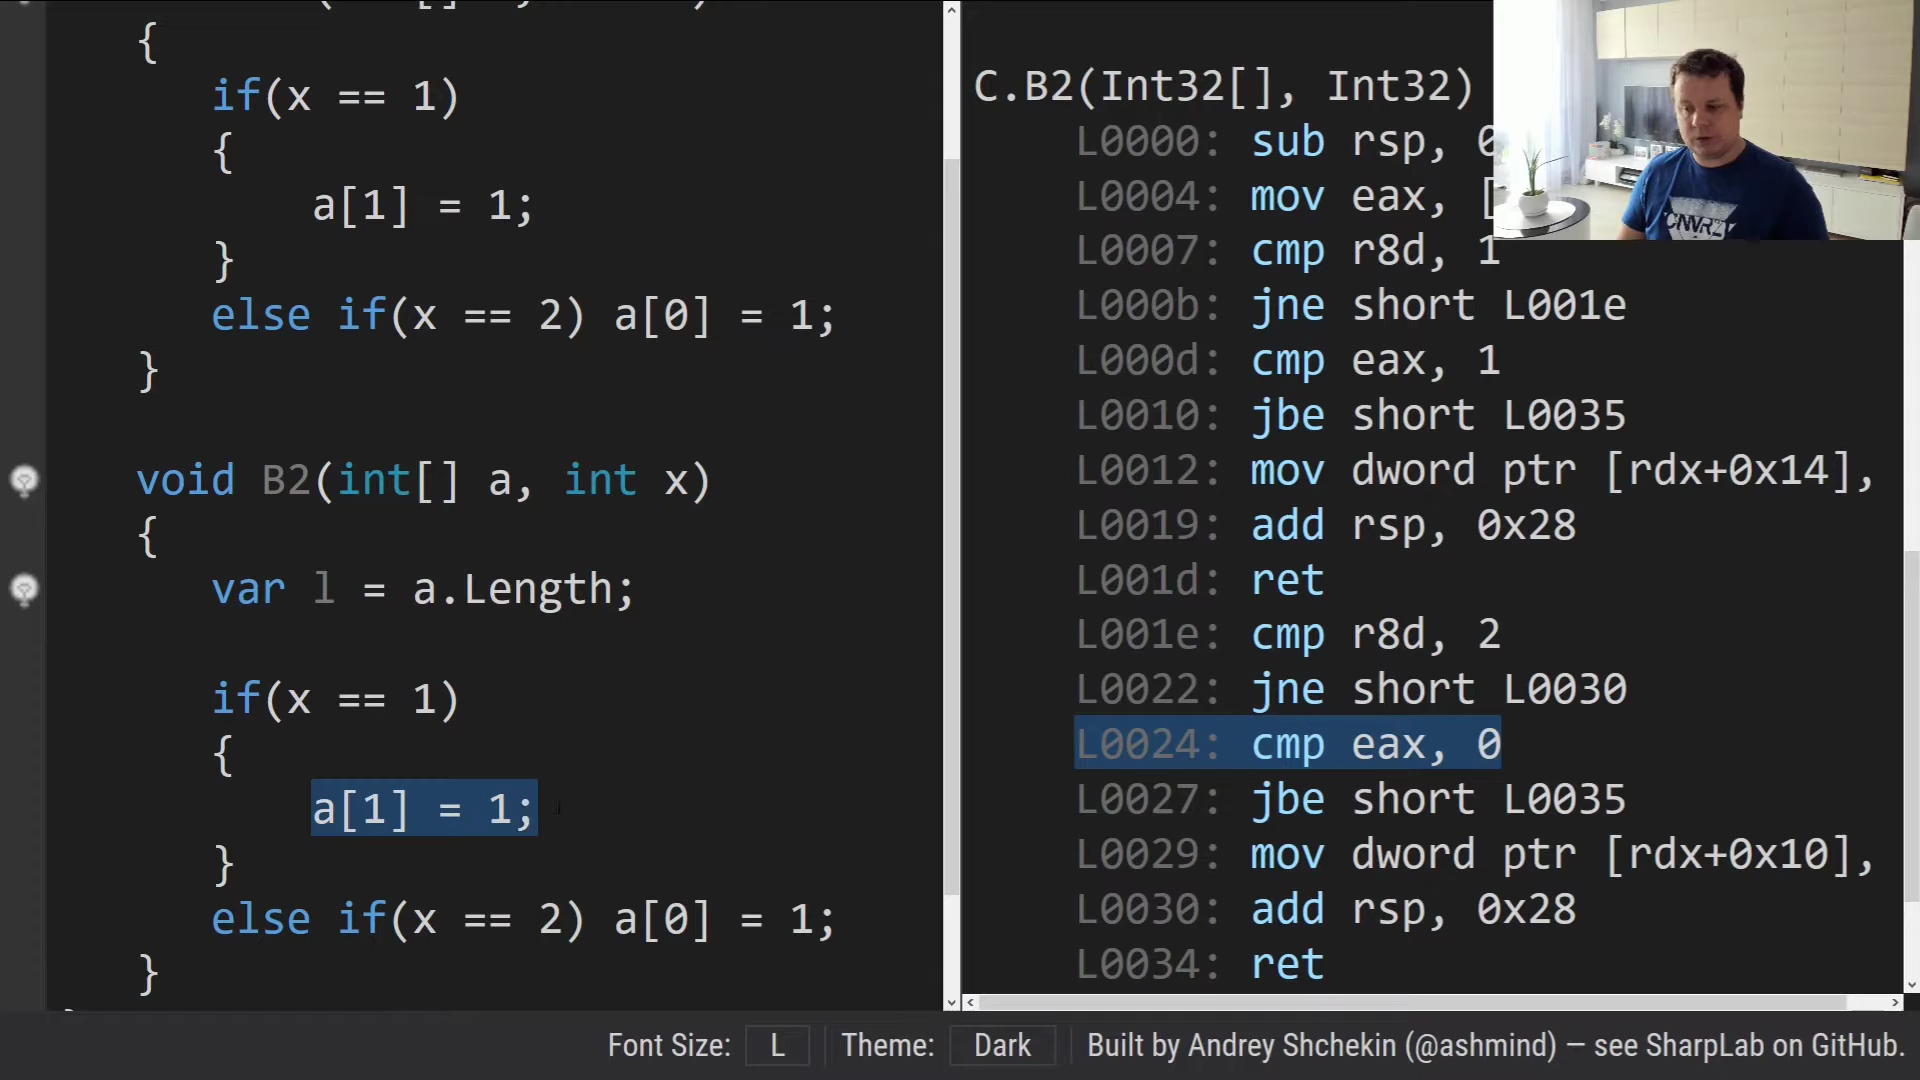 {
if(x == 1)
{
a[1] = 1;
}
else if(x == 2) a[0] = 1;
}
void B2(int[] a, int x)
{
var l = a.Length;
if(x == 1)
{
a[1] = 1;
}
else if(x == 2) a[0] = 1;
}
C.B2(Int32[], Int32)
L0000: sub rsp, 0
L0004: mov eax, [
L0007: cmp r8d, 1
L000b: jne short L001e
L000d: cmp eax, 1
L0010: jbe short L0035
L0012: mov dword ptr [rdx+0x14],
L0019: add rsp, 0x28
L001d: ret
L001e: cmp r8d, 2
L0022: jne short L0030
L0024: cmp eax, 0
L0027: jbe short L0035
L0029: mov dword ptr [rdx+0x10],
L0030: add rsp, 0x28
L0034: ret
CNVRZT
Font Size: L Theme: Dark Built by Andrey Shchekin (@ashmind) — see SharpLab on GitHub.